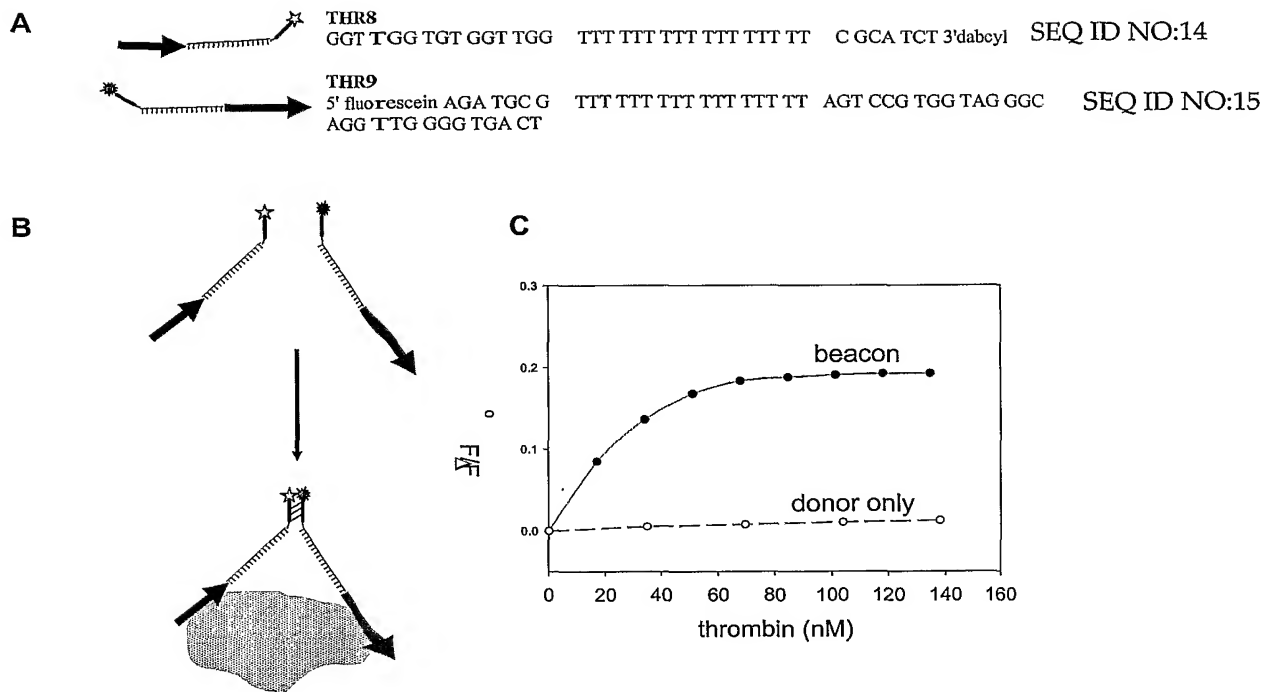 A
THR8
GGT TGG TGT GGT TGG TTT TTT TTT TTT TTT TT C GCA TCT 3'dabcyl SEQ ID NO:14
THR9
5' fluorescein AGA TGC G TTT TTT TTT TTT TTT TT AGT CCG TGG TAG GGC SEQ ID NO:15
AGG TTG GGG TGA CT
B
C
0.3
0.2
0.1
0.0
beacon
donor only
0 20 40 60 80 100 120 140 160
thrombin (nM)